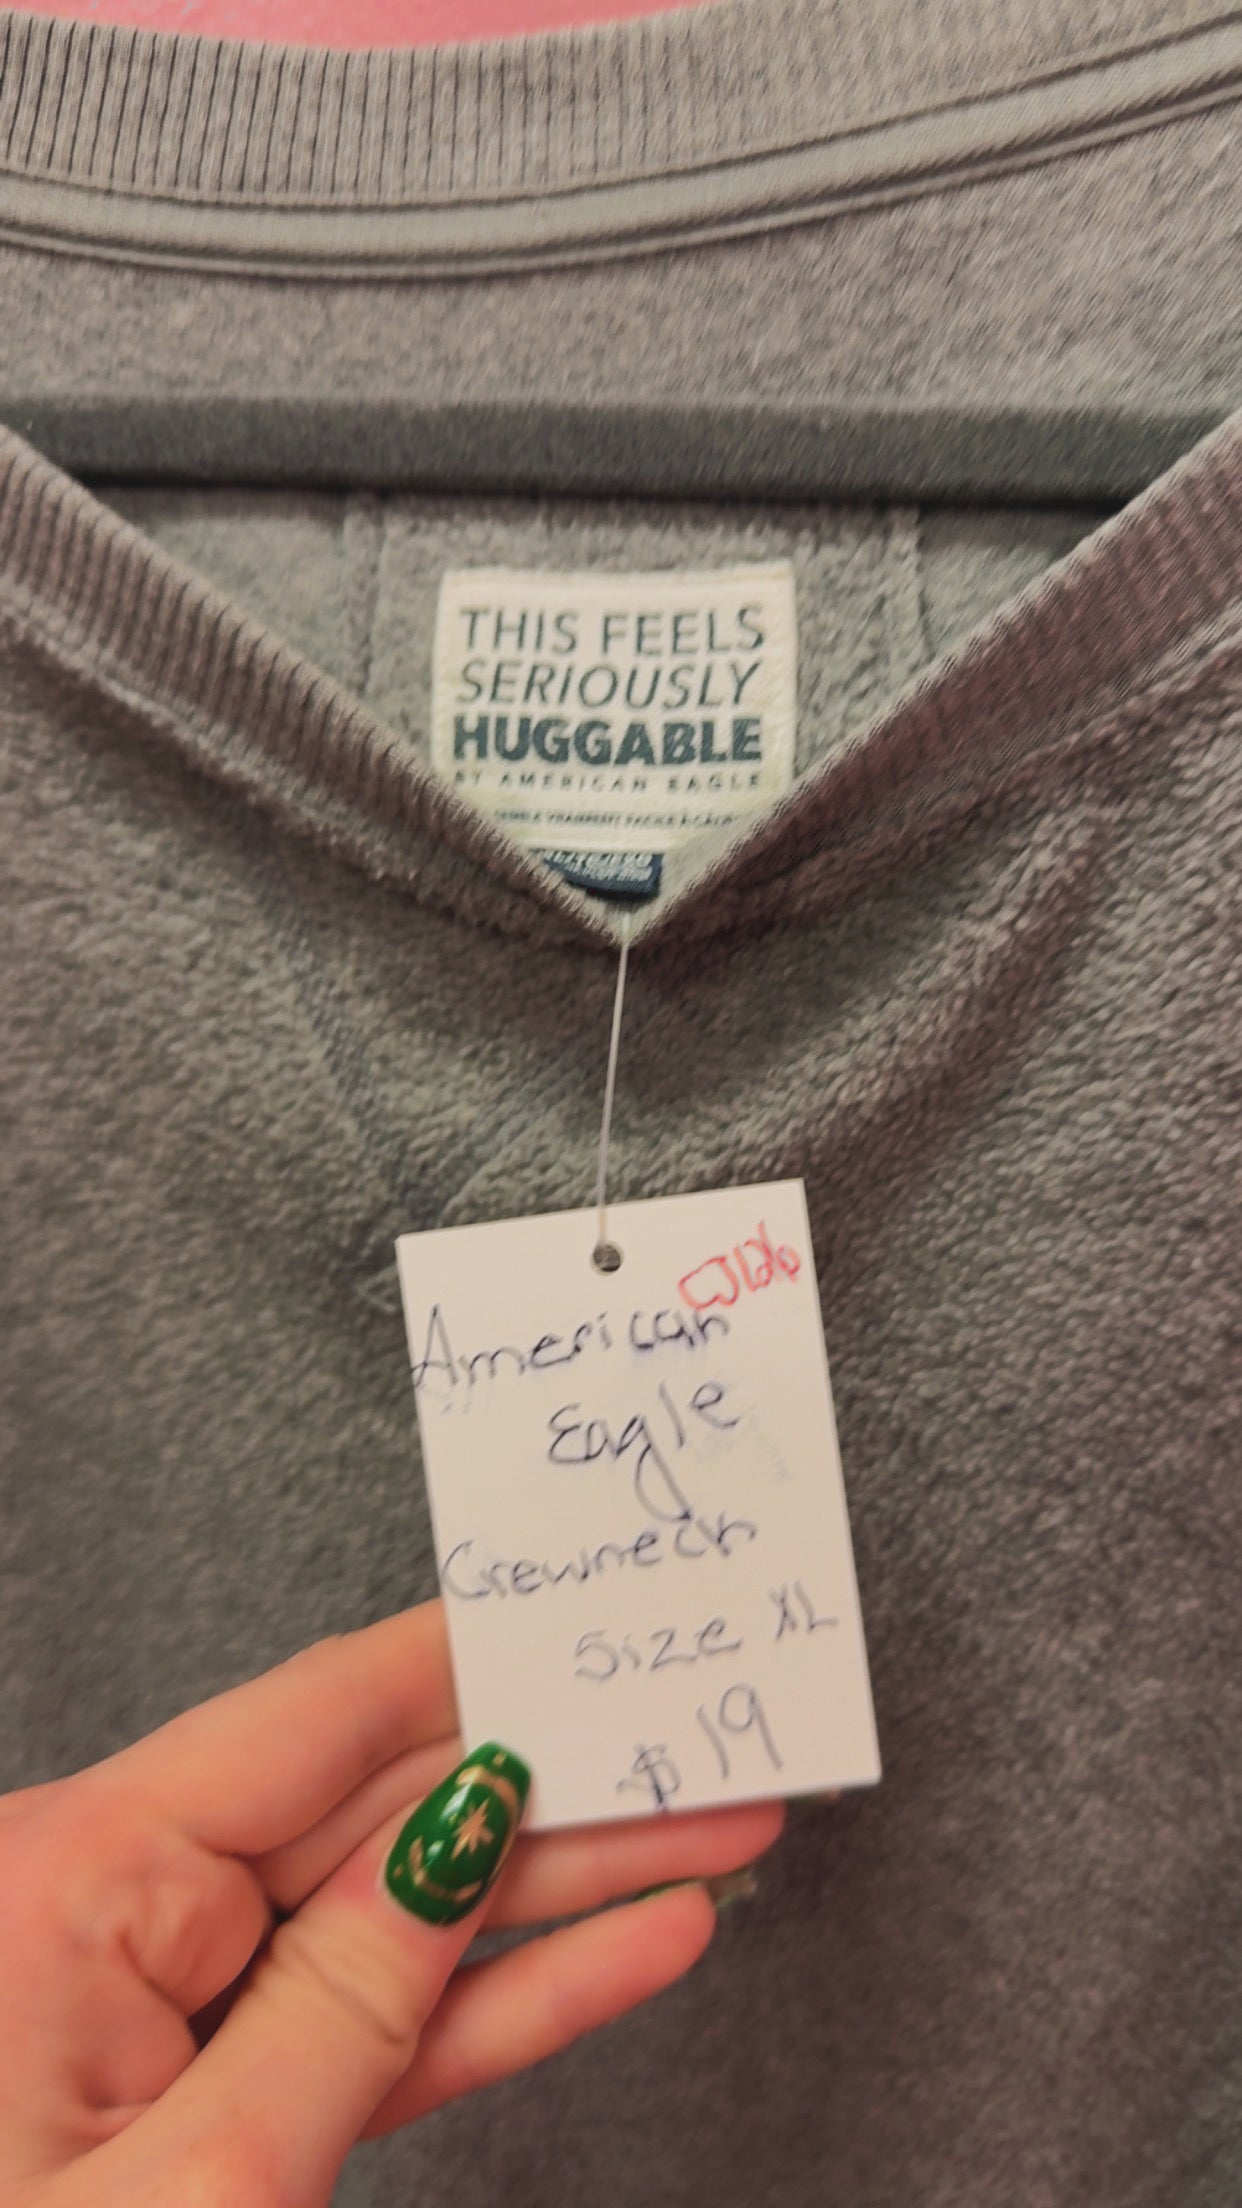 THIS FEELS
SERIOUSLY
HUGGABLE
BY AMERICAN EAGLE
American
Eagle
Crewneck
Size XL
$19